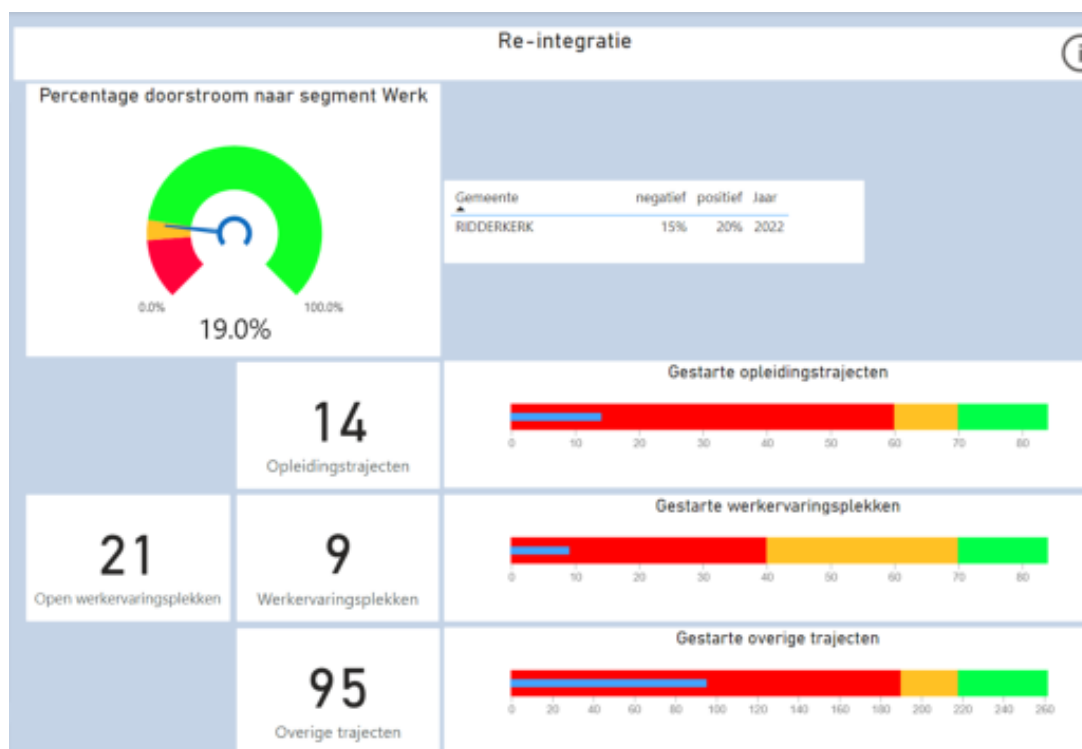 Re-integratie
i
Percentage doorstroom naar segment Werk
0.0%
100.0%
19.0%
Gemeente negatief positief Jaar
RIDDERKERK 15% 20% 2022
14
Opleidingstrajecten
Gestarte opleidingstrajecten
0 10 20 30 40 50 60 70 80
21
Open werkervaringsplekken
9
Werkervaringsplekken
Gestarte werkervaringsplekken
0 10 20 30 40 50 60 70 80
95
Overige trajecten
Gestarte overige trajecten
0 20 40 60 80 100 120 140 160 180 200 220 240 260